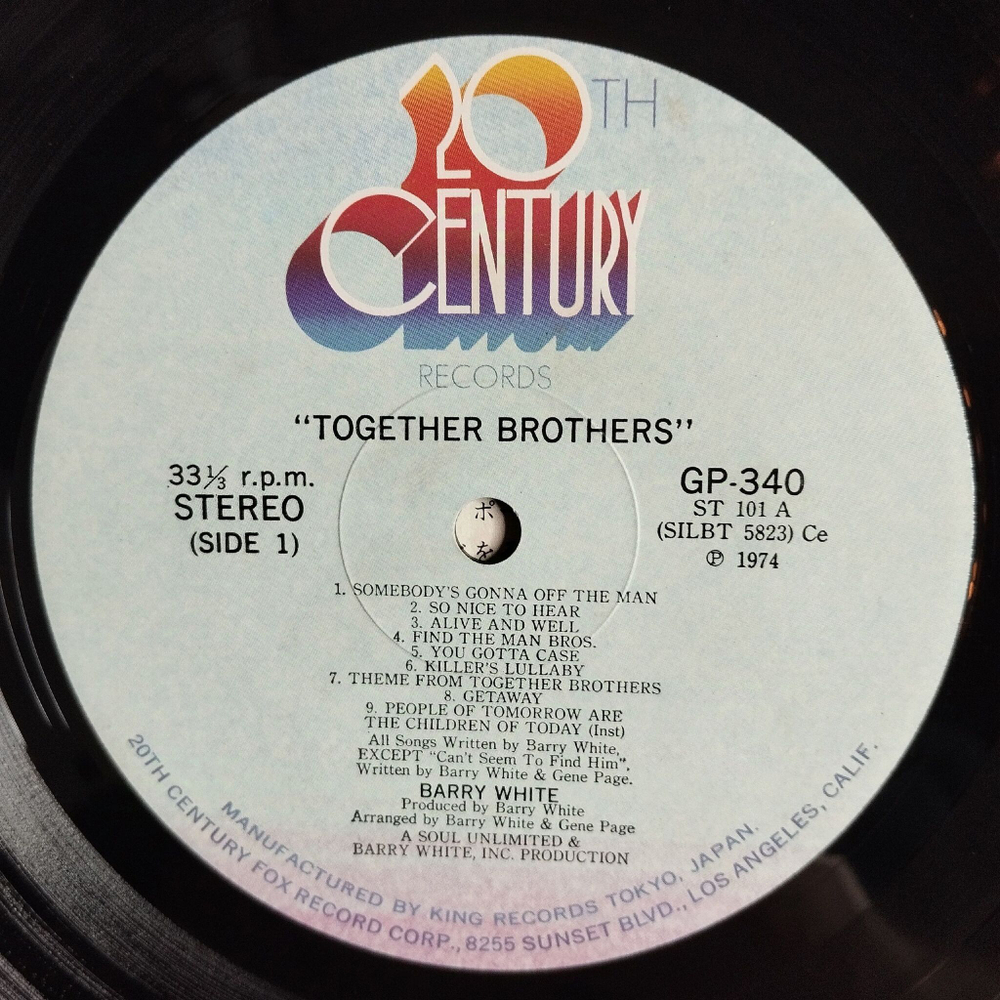 20TH
CENTURY
RECORDS
“TOGETHER BROTHERS”
33⅓ r.p.m.
STEREO
(SIDE 1)
GP-340
ST 101 A
(SILBT 5823) Ce
℗ 1974
ポ
を
1. SOMEBODY'S GONNA OFF THE MAN
2. SO NICE TO HEAR
3. ALIVE AND WELL
4. FIND THE MAN BROS.
5. YOU GOTTA CASE
6. KILLER'S LULLABY
7. THEME FROM TOGETHER BROTHERS
8. GETAWAY
9. PEOPLE OF TOMORROW ARE
THE CHILDREN OF TODAY (Inst)
All Songs Written by Barry White,
EXCEPT “Can't Seem To Find Him”,
Written by Barry White & Gene Page.
BARRY WHITE
Produced by Barry White
Arranged by Barry White & Gene Page
A SOUL UNLIMITED &
BARRY WHITE, INC. PRODUCTION
MANUFACTURED BY KING RECORDS TOKYO, JAPAN.
20TH CENTURY FOX RECORD CORP., 8255 SUNSET BLVD., LOS ANGELES, CALIF.